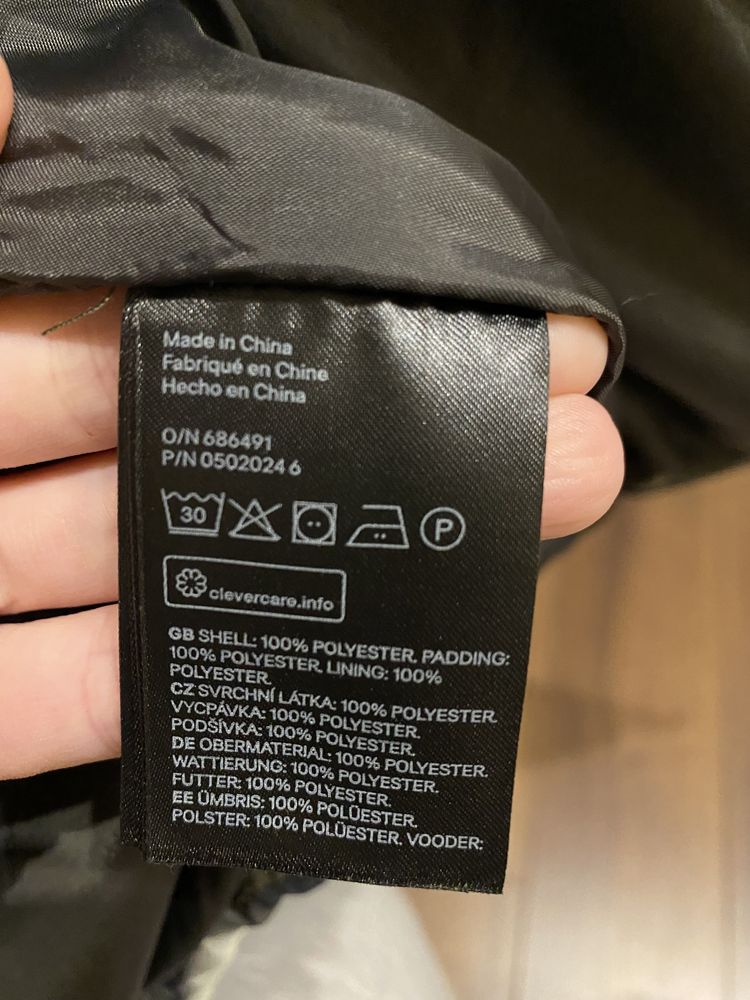 Made in China
Fabriqué en Chine
Hecho en China
O/N 686491
P/N 0502024 6
30
P
clevercare.info
GB SHELL: 100% POLYESTER. PADDING:
100% POLYESTER. LINING: 100%
POLYESTER.
CZ SVRCHNÍ LÁTKA: 100% POLYESTER.
VYCPÁVKA: 100% POLYESTER.
PODŠÍVKA: 100% POLYESTER.
DE OBERMATERIAL: 100% POLYESTER.
WATTIERUNG: 100% POLYESTER.
FUTTER: 100% POLYESTER.
EE ÜMBRIS: 100% POLÜESTER.
POLSTER: 100% POLÜESTER. VOODER: